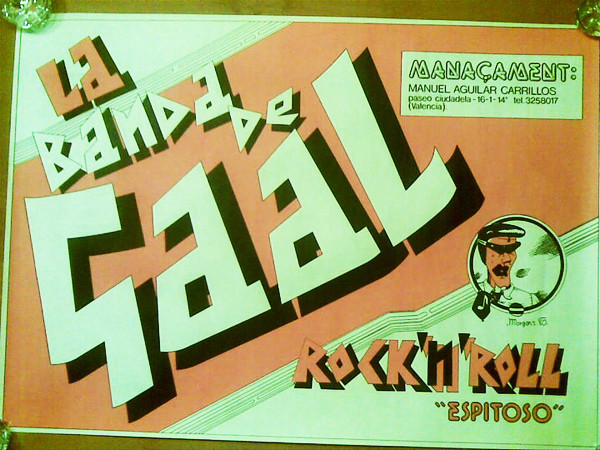 La
Banda de
Gaal
MANAÇAMENT:
MANUEL AGUILAR CARRILLOS
paseo ciudadela-16-1-14ª tel. 3258017
(Valencia)
ROCK'n'ROLL
"ESPITOSO"